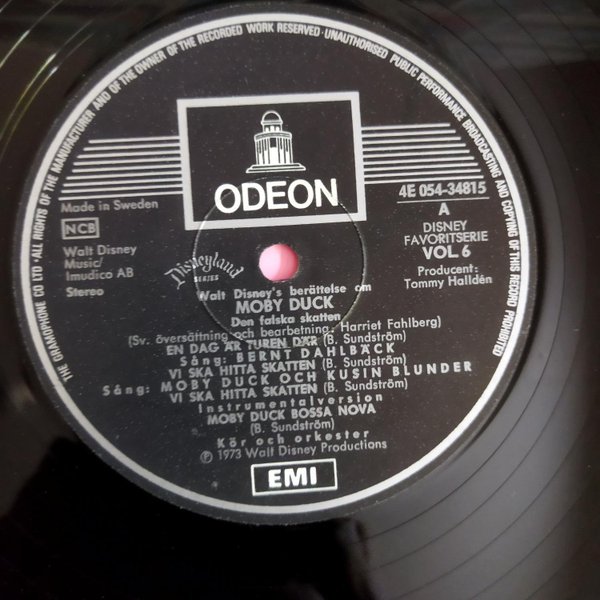 THE GRAMOPHONE CO LTD · ALL RIGHTS OF THE MANUFACTURER AND OF THE OWNER OF THE RECORDED WORK RESERVED · UNAUTHORISED PUBLIC PERFORMANCE BROADCASTING AND COPYING OF THIS RECORD PROHIBITED
ODEON
Made in Sweden
NCB
Walt Disney
Music/
Imudico AB
Stereo
4E 054-34815
A
DISNEY
FAVORITSERIE
VOL. 6
Producent:
Tommy Halldén
Disneyland
SERIES
Walt Disney's berättelse om
MOBY DUCK
Den falska skatten
(Sv. översättning och bearbetning: Harriet Fahlberg)
EN DAG ÄR TUREN DÄR (B. Sundström)
Sång: BERNT DAHLBÄCK
VI SKA HITTA SKATTEN (B. Sundström)
Sång: MOBY DUCK OCH KUSIN BLUNDER
VI SKA HITTA SKATTEN (B. Sundström)
Instrumentalversion
MOBY DUCK BOSSA NOVA
(B. Sundström)
Kör och orkester
℗ 1973 Walt Disney Productions
EMI